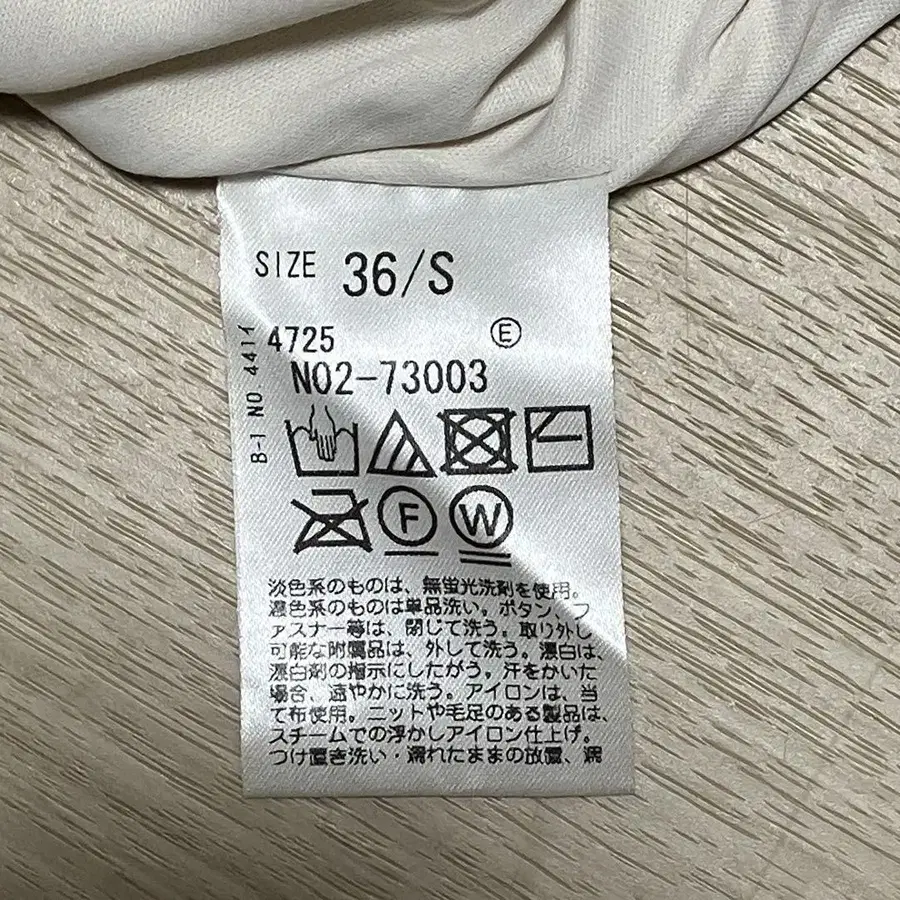 SIZE 36/S
B-1 NO 441イ
4725 Ⓔ
N02-73003
F W
淡色系のものは、無蛍光洗剤を使用。
濃色系のものは単品洗い。ボタン、フ
ァスナー等は、閉じて洗う。取り外し
可能な附属品は、外して洗う。漂白は、
漂白剤の指示にしたがう。汗をかいた
場合、速やかに洗う。アイロンは、当
て布使用。ニットや毛足のある製品は、
スチームでの浮かしアイロン仕上げ。
つけ置き洗い・濡れたままの放置、濡